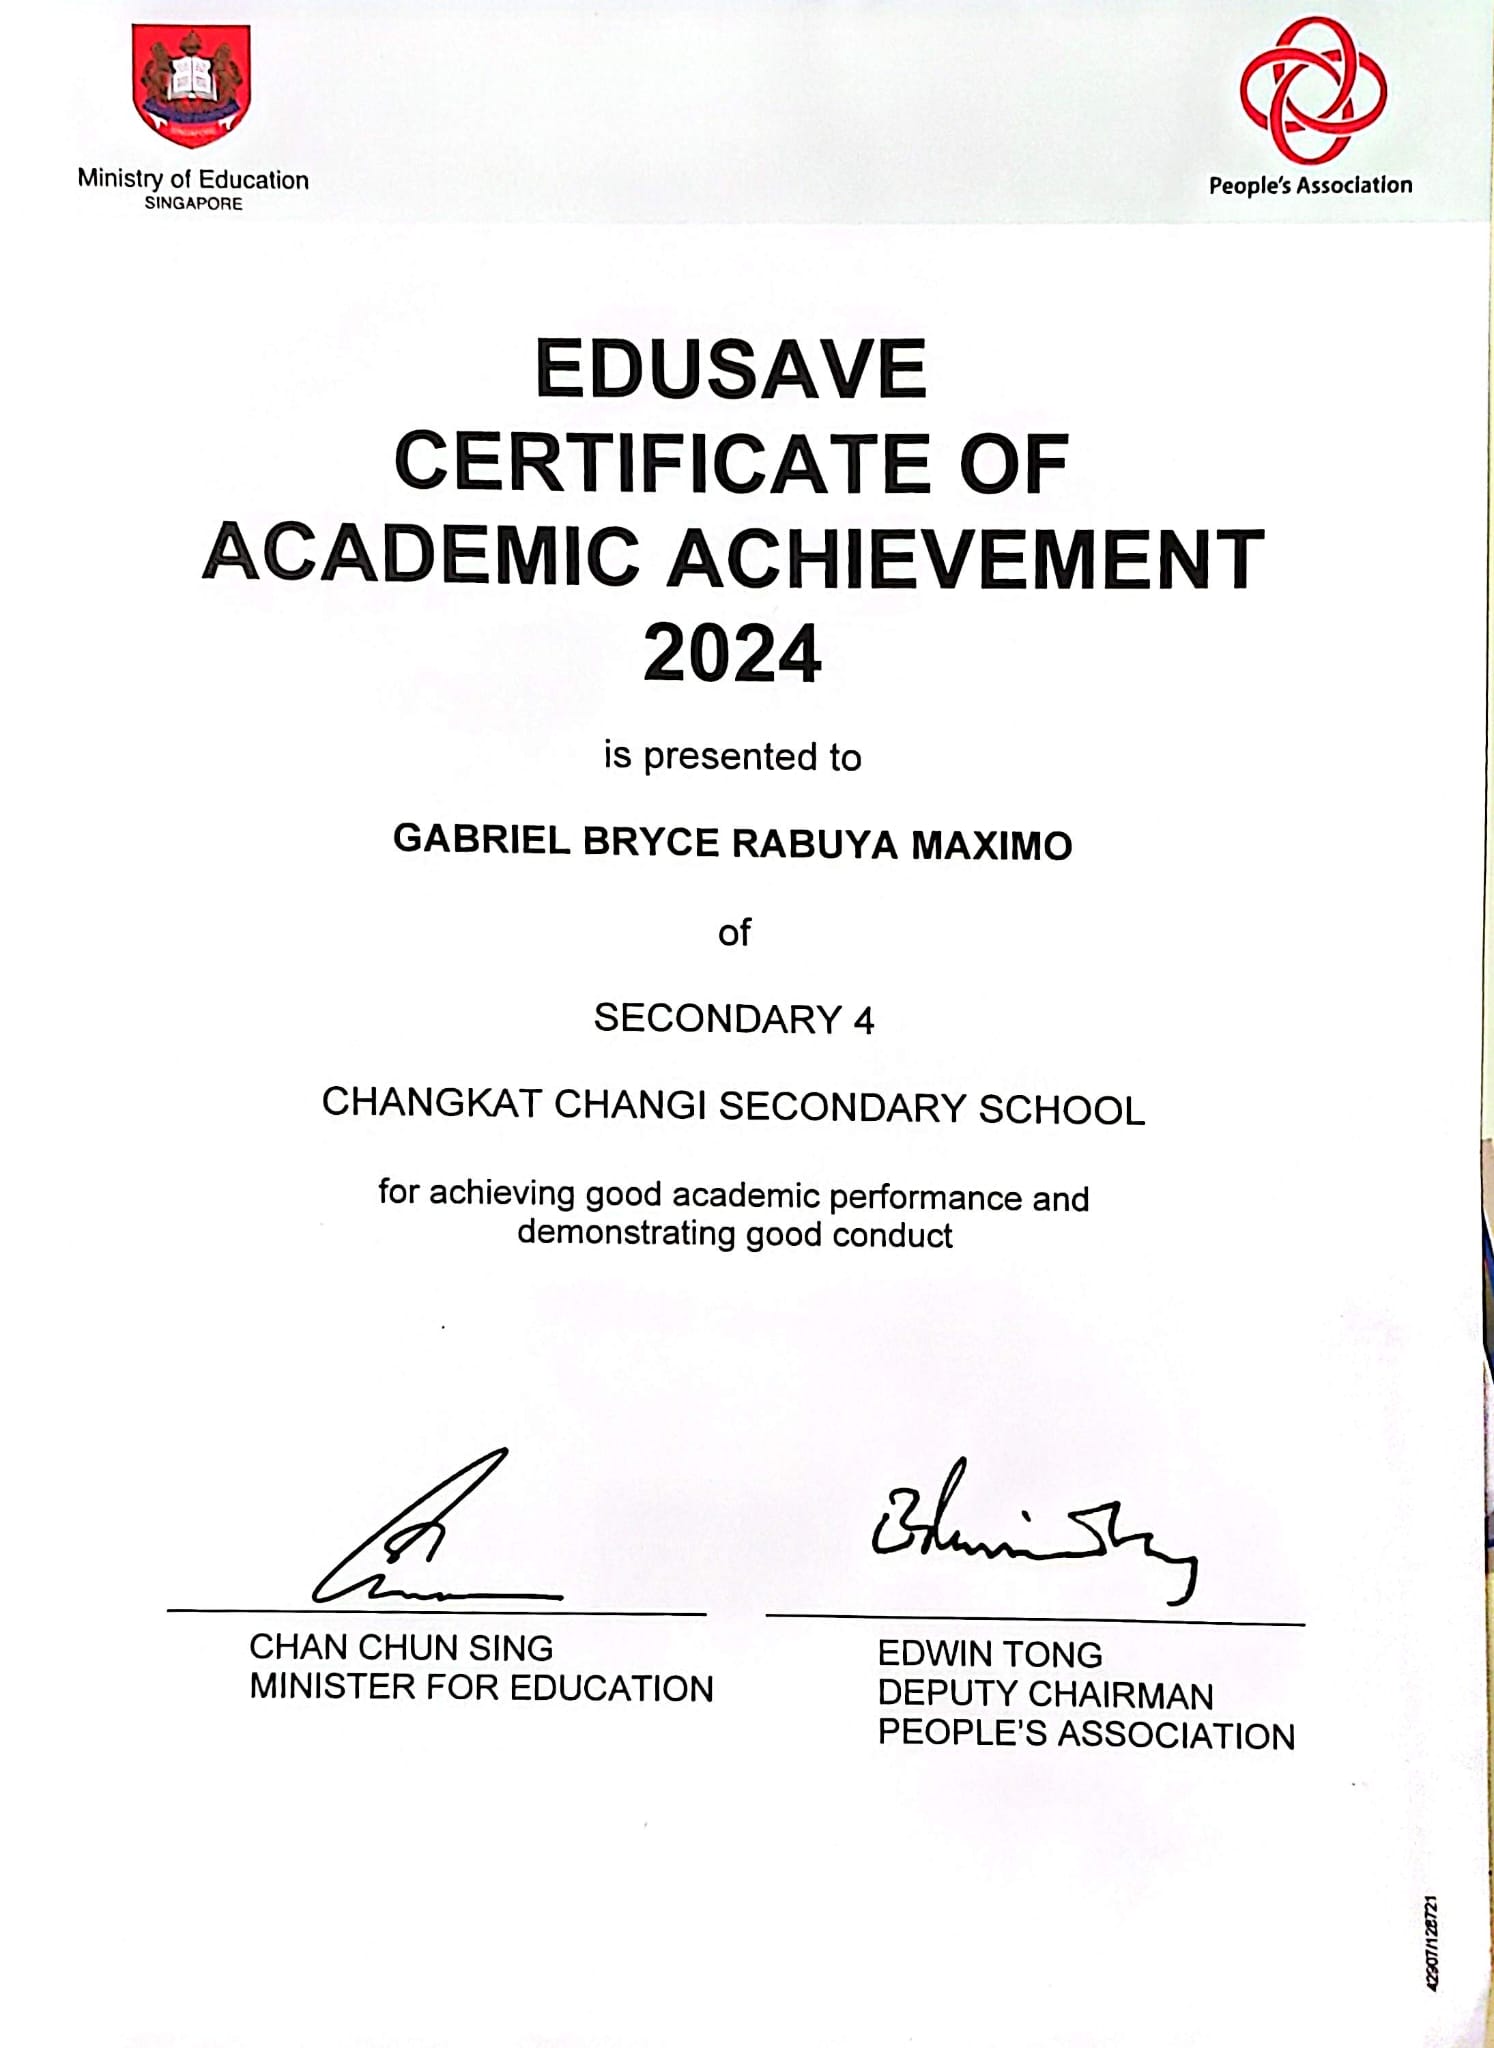 Ministry of Education
SINGAPORE
People's Association
EDUSAVE
CERTIFICATE OF
ACADEMIC ACHIEVEMENT
2024
is presented to
GABRIEL BRYCE RABUYA MAXIMO
of
SECONDARY 4
CHANGKAT CHANGI SECONDARY SCHOOL
for achieving good academic performance and
demonstrating good conduct
CHAN CHUN SING
MINISTER FOR EDUCATION
EDWIN TONG
DEPUTY CHAIRMAN
PEOPLE'S ASSOCIATION
42907/128721